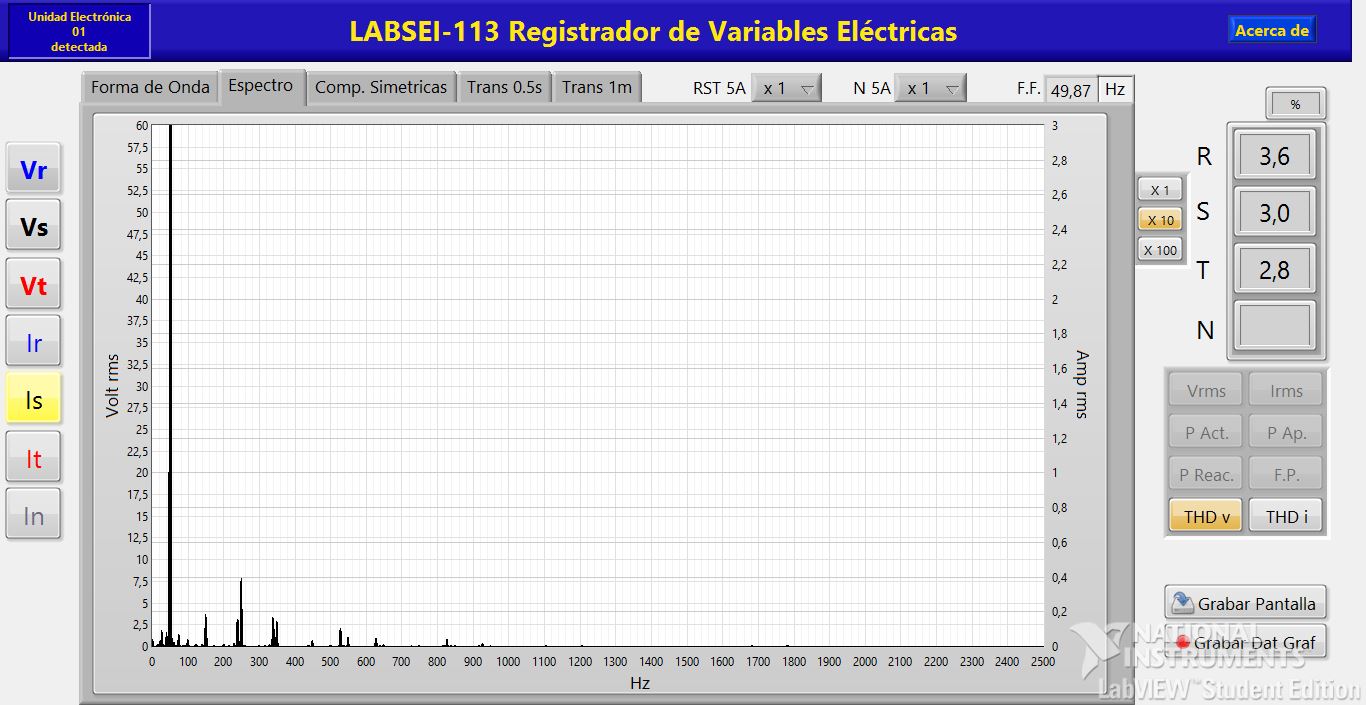 Unidad Electrónica
01
detectada
LABSEI-113 Registrador de Variables Eléctricas
Acerca de
Forma de Onda
Espectro
Comp. Simetricas
Trans 0.5s
Trans 1m
RST 5A
x 1
N 5A
x 1
F.F.
49,87
Hz
%
Vr
Vs
Vt
Ir
Is
It
In
Volt rms
60
57,5
55
52,5
50
47,5
45
42,5
40
37,5
35
32,5
30
27,5
25
22,5
20
17,5
15
12,5
10
7,5
5
2,5
0
0
100
200
300
400
500
600
700
800
900
1000
1100
1200
1300
1400
1500
1600
1700
1800
1900
2000
2100
2200
2300
2400
2500
Hz
3
2,8
2,6
2,4
2,2
2
1,8
1,6
1,4
1,2
1
0,8
0,6
0,4
0,2
0
Amp rms
X 1
X 10
X 100
R
3,6
S
3,0
T
2,8
N
Vrms
Irms
P Act.
P Ap.
P Reac.
F.P.
THD v
THD i
Grabar Pantalla
Grabar Dat Graf
NATIONAL
INSTRUMENTS
LabVIEW™ Student Edition